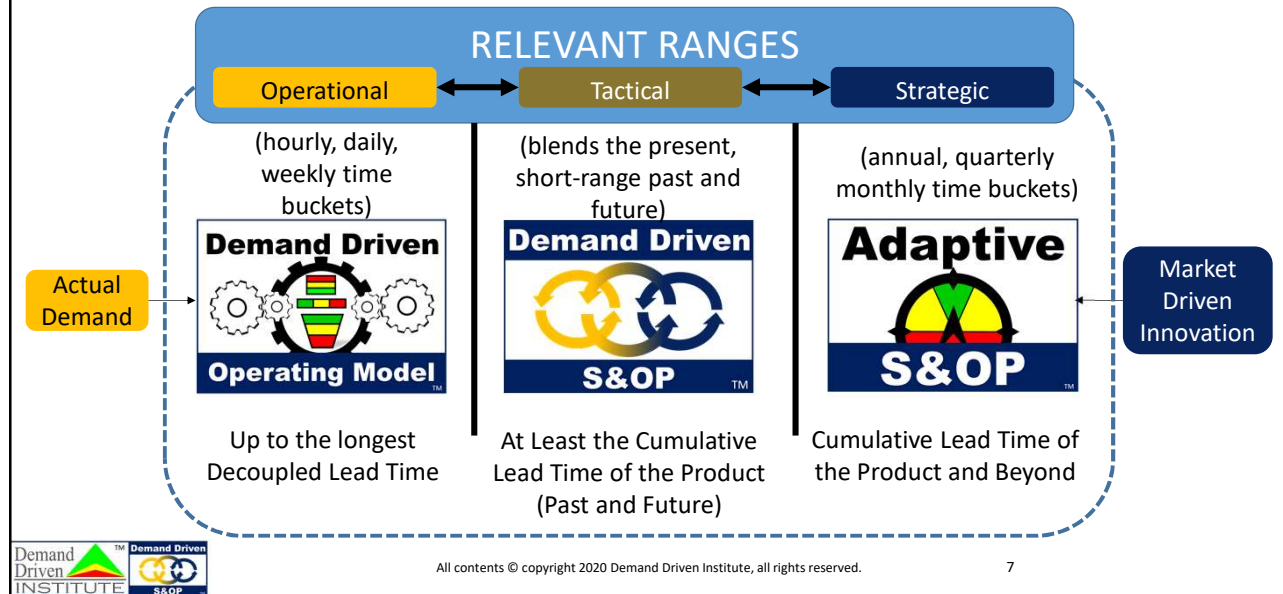 RELEVANT RANGES
Operational
Tactical
Strategic
(hourly, daily,
weekly time
buckets)
(blends the present,
short-range past and
future)
(annual, quarterly
monthly time buckets)
Actual
Demand
Demand Driven
Operating Model
TM
Demand Driven
S&OP
TM
Adaptive
S&OP
TM
Market
Driven
Innovation
Up to the longest
Decoupled Lead Time
At Least the Cumulative
Lead Time of the Product
(Past and Future)
Cumulative Lead Time of
the Product and Beyond
Demand
Driven
INSTITUTE
TM
Demand Driven
S&OP
All contents © copyright 2020 Demand Driven Institute, all rights reserved.
7